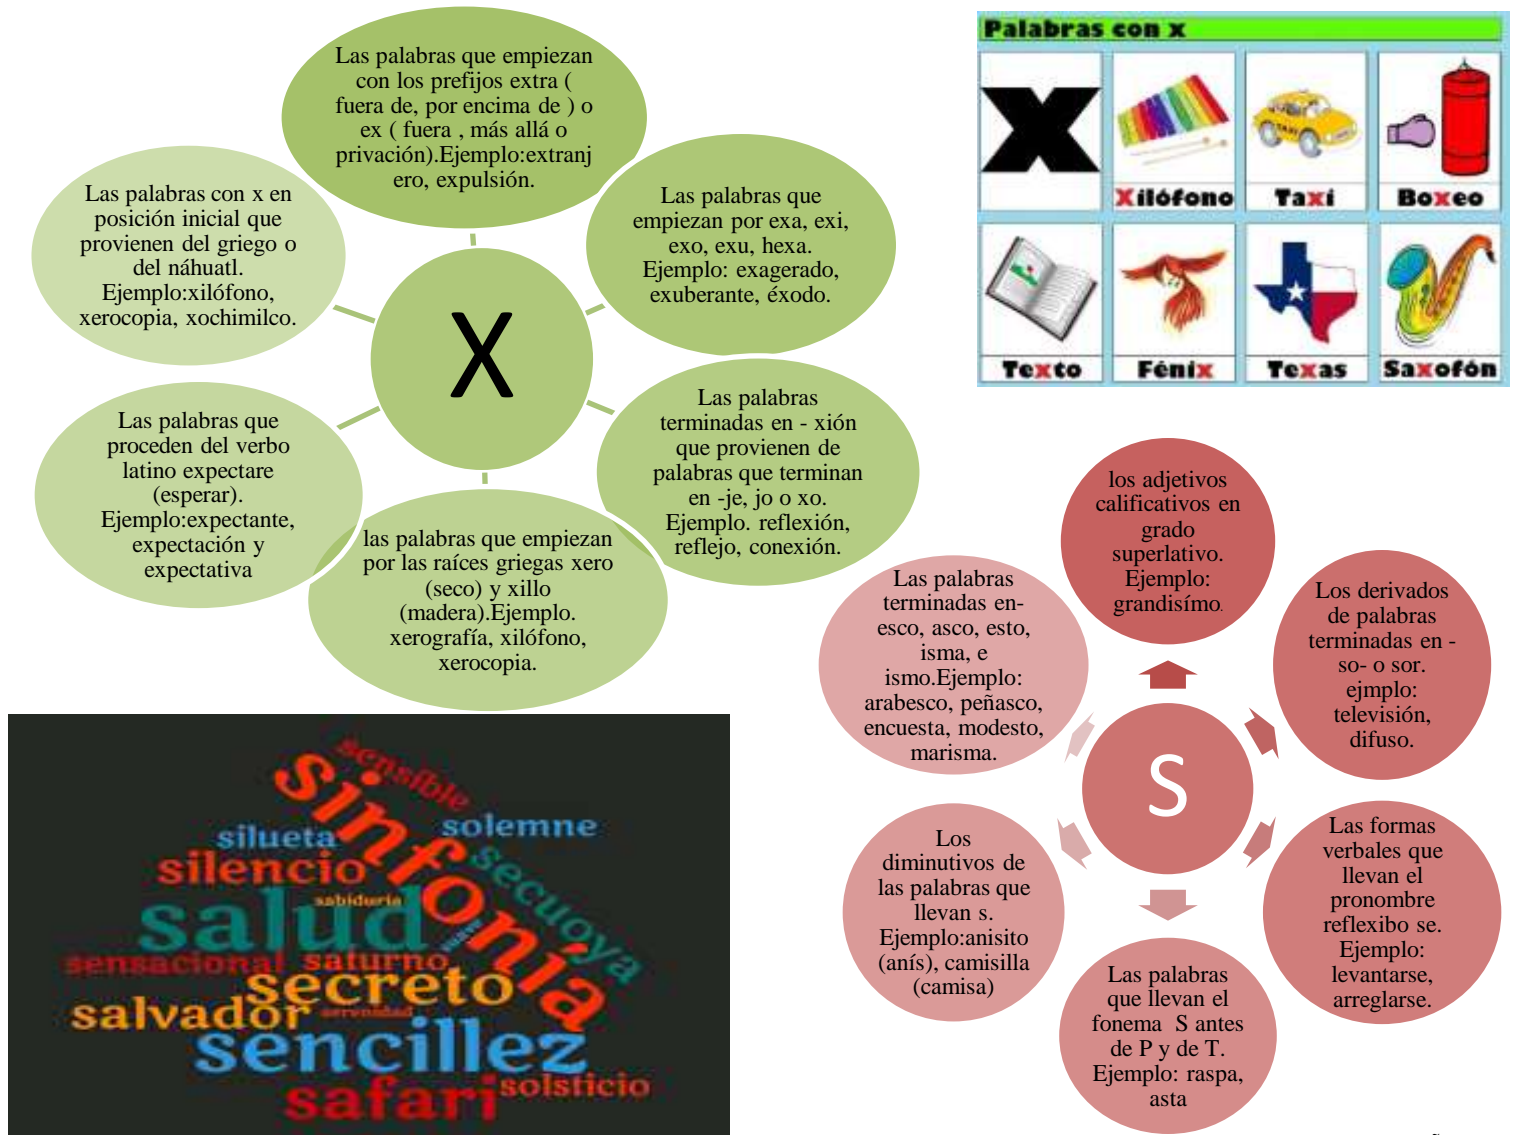 Las palabras que empiezan
con los prefijos extra (
fuera de, por encima de ) o
ex ( fuera , más allá o
privación).Ejemplo:extranj
ero, expulsión.
Las palabras que
empiezan por exa, exi,
exo, exu, hexa.
Ejemplo: exagerado,
exuberante, éxodo.
Las palabras
terminadas en - xión
que provienen de
palabras que terminan
en -je, jo o xo.
Ejemplo. reflexión,
reflejo, conexión.
las palabras que empiezan
por las raíces griegas xero
(seco) y xillo
(madera).Ejemplo.
xerografía, xilófono,
xerocopia.
Las palabras que
proceden del verbo
latino expectare
(esperar).
Ejemplo:expectante,
expectación y
expectativa
Las palabras con x en
posición inicial que
provienen del griego o
del náhuatl.
Ejemplo:xilófono,
xerocopia, xochimilco.
X
Palabras con x
X
Xilófono
Taxi
TAXI
Boxeo
Texto
Fénix
Texas
Saxofón
los adjetivos
calificativos en
grado
superlativo.
Ejemplo:
grandisímo.
Los derivados
de palabras
terminadas en -
so- o sor.
ejmplo:
televisión,
difuso.
Las formas
verbales que
llevan el
pronombre
reflexibo se.
Ejemplo:
levantarse,
arreglarse.
Las palabras
que llevan el
fonema S antes
de P y de T.
Ejemplo: raspa,
asta
Los
diminutivos de
las palabras que
llevan s.
Ejemplo:anisito
(anís), camisilla
(camisa)
Las palabras
terminadas en-
esco, asco, esto,
isma, e
ismo.Ejemplo:
arabesco, peñasco,
encuesta, modesto,
marisma.
S
sensible
sinfonía
solemne
silueta
silencio
secuoya
sabiduria
salud
sensacional
saturno
secreto
salvador
serenidad
sencillez
solsticio
safari